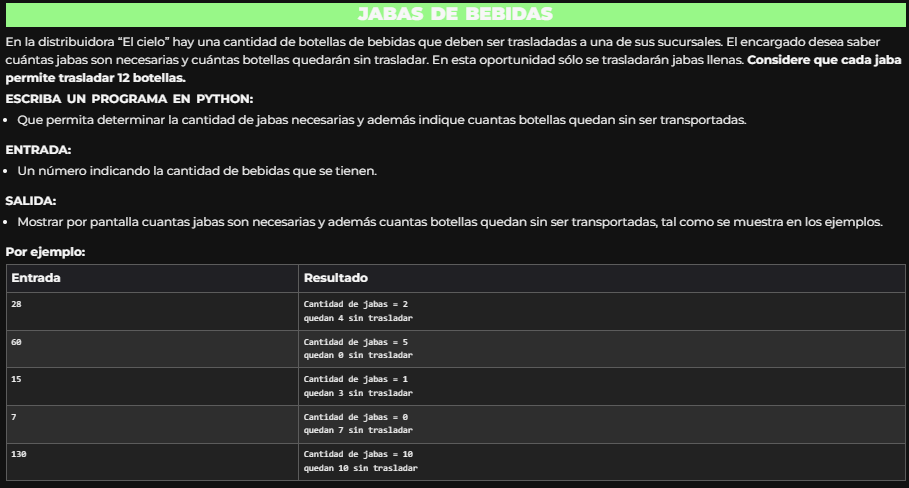 JABAS DE BEBIDAS
En la distribuidora “El cielo” hay una cantidad de botellas de bebidas que deben ser trasladadas a una de sus sucursales. El encargado desea saber
cuántas jabas son necesarias y cuántas botellas quedarán sin trasladar. En esta oportunidad sólo se trasladarán jabas llenas. Considere que cada jaba
permite trasladar 12 botellas.
ESCRIBA UN PROGRAMA EN PYTHON:
• Que permita determinar la cantidad de jabas necesarias y además indique cuantas botellas quedan sin ser transportadas.
ENTRADA:
• Un número indicando la cantidad de bebidas que se tienen.
SALIDA:
• Mostrar por pantalla cuantas jabas son necesarias y además cuantas botellas quedan sin ser transportadas, tal como se muestra en los ejemplos.
Por ejemplo:
Entrada Resultado
28 Cantidad de jabas = 2
quedan 4 sin trasladar
60 Cantidad de jabas = 5
quedan 0 sin trasladar
15 Cantidad de jabas = 1
quedan 3 sin trasladar
7 Cantidad de jabas = 0
quedan 7 sin trasladar
130 Cantidad de jabas = 10
quedan 10 sin trasladar